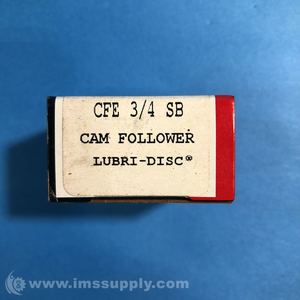 CFE 3/4 SB
CAM FOLLOWER
LUBRI-DISC®
© www.imssupply.com